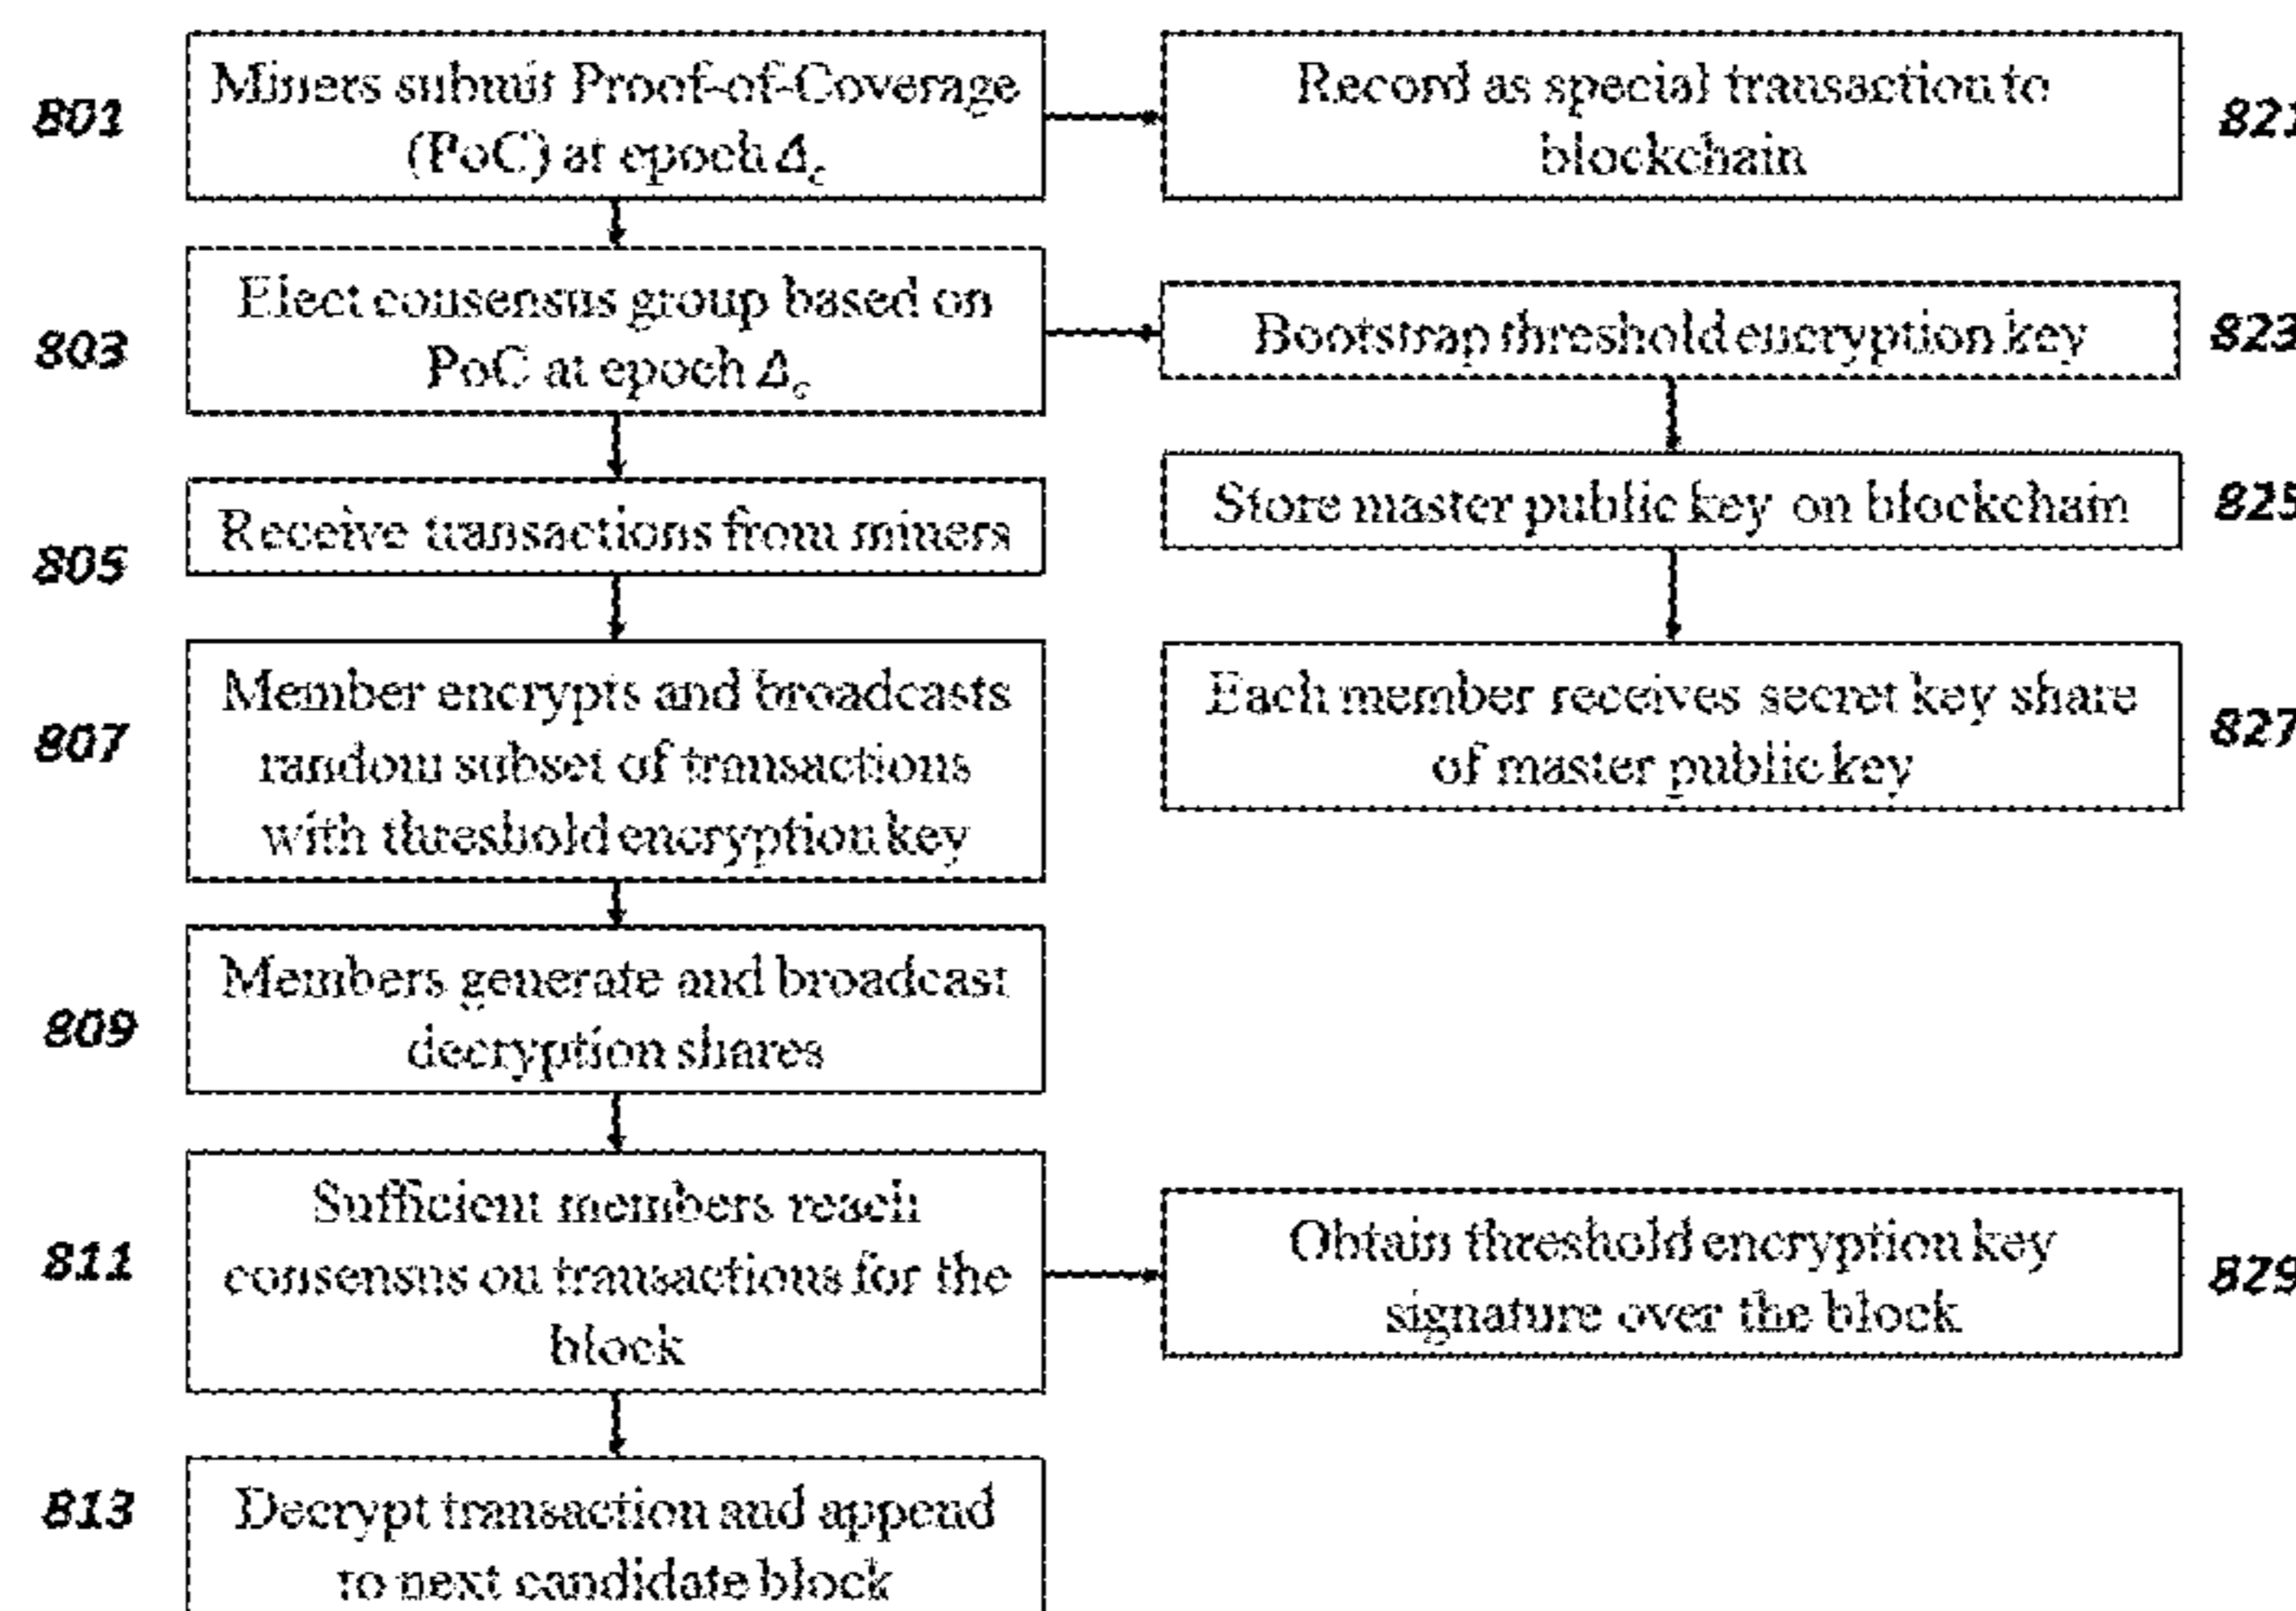 801
Miners submit Proof-of-Coverage
(PoC) at epoch Δc
Record as special transaction to
blockchain
821
803
Elect consensus group based on
PoC at epoch Δc
Bootstrap threshold encryption key
823
805
Receive transactions from miners
Store master public key on blockchain
825
807
Member encrypts and broadcasts
random subset of transactions
with threshold encryption key
Each member receives secret key share
of master public key
827
809
Members generate and broadcast
decryption shares
811
Sufficient members reach
consensus on transactions for the
block
Obtain threshold encryption key
signature over the block
829
813
Decrypt transaction and append
to next candidate block